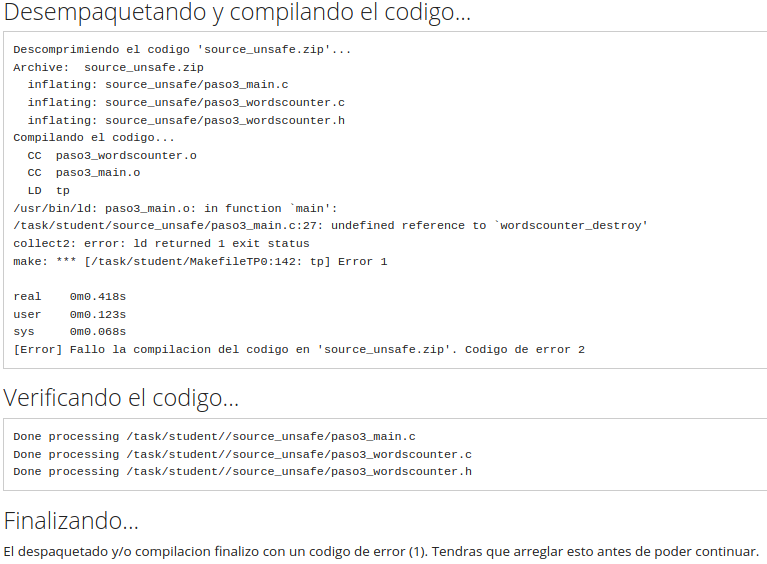 Desempaquetando y compilando el codigo...
Descomprimiendo el codigo 'source_unsafe.zip'...
Archive:  source_unsafe.zip
  inflating: source_unsafe/paso3_main.c
  inflating: source_unsafe/paso3_wordscounter.c
  inflating: source_unsafe/paso3_wordscounter.h
Compilando el codigo...
  CC  paso3_wordscounter.o
  CC  paso3_main.o
  LD  tp
/usr/bin/ld: paso3_main.o: in function `main':
/task/student/source_unsafe/paso3_main.c:27: undefined reference to `wordscounter_destroy'
collect2: error: ld returned 1 exit status
make: *** [/task/student/MakefileTP0:142: tp] Error 1

real    0m0.418s
user    0m0.123s
sys     0m0.068s
[Error] Fallo la compilacion del codigo en 'source_unsafe.zip'. Codigo de error 2
Verificando el codigo...
Done processing /task/student//source_unsafe/paso3_main.c
Done processing /task/student//source_unsafe/paso3_wordscounter.c
Done processing /task/student//source_unsafe/paso3_wordscounter.h
Finalizando...
El despaquetado y/o compilacion finalizo con un codigo de error (1). Tendras que arreglar esto antes de poder continuar.